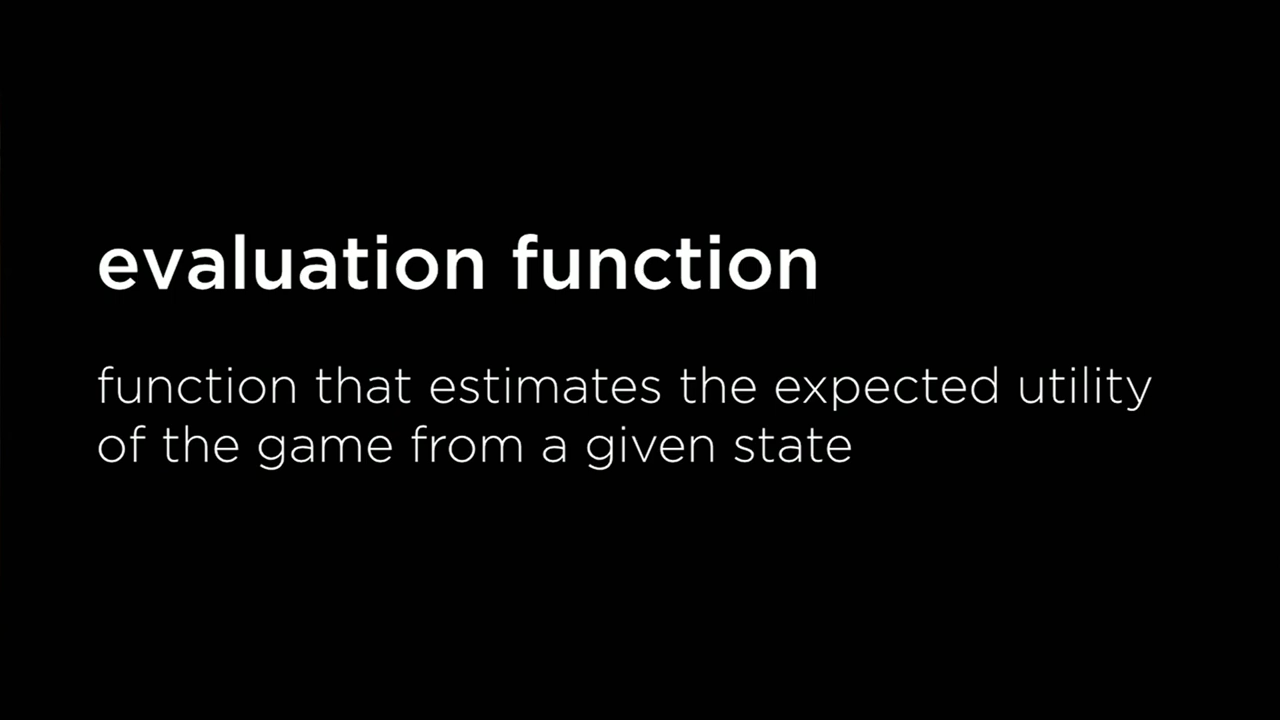 evaluation function
function that estimates the expected utility
of the game from a given state